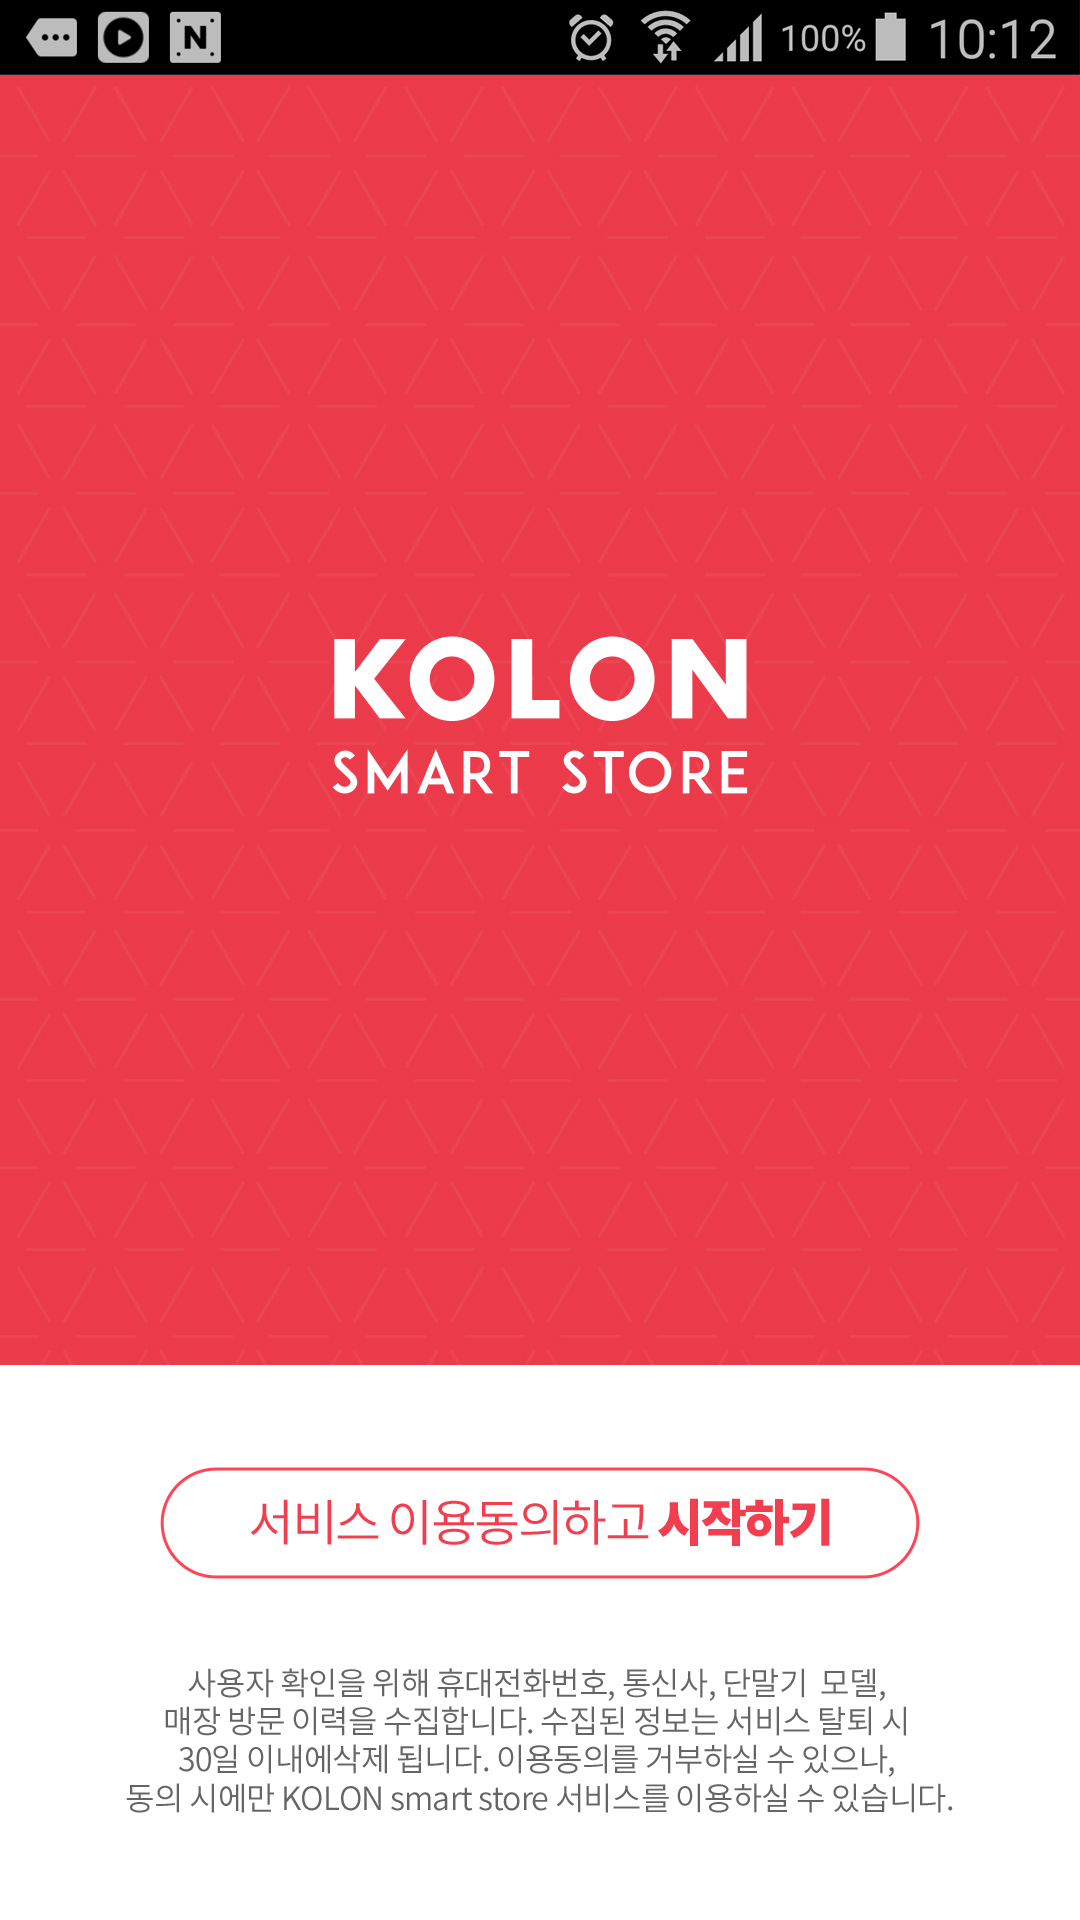 N 100% 10:12
KOLON
SMART STORE
서비스 이용동의하고 시작하기
사용자 확인을 위해 휴대전화번호, 통신사, 단말기 모델,
매장 방문 이력을 수집합니다. 수집된 정보는 서비스 탈퇴 시
30일 이내에삭제 됩니다. 이용동의를 거부하실 수 있으나,
동의 시에만 KOLON smart store 서비스를 이용하실 수 있습니다.